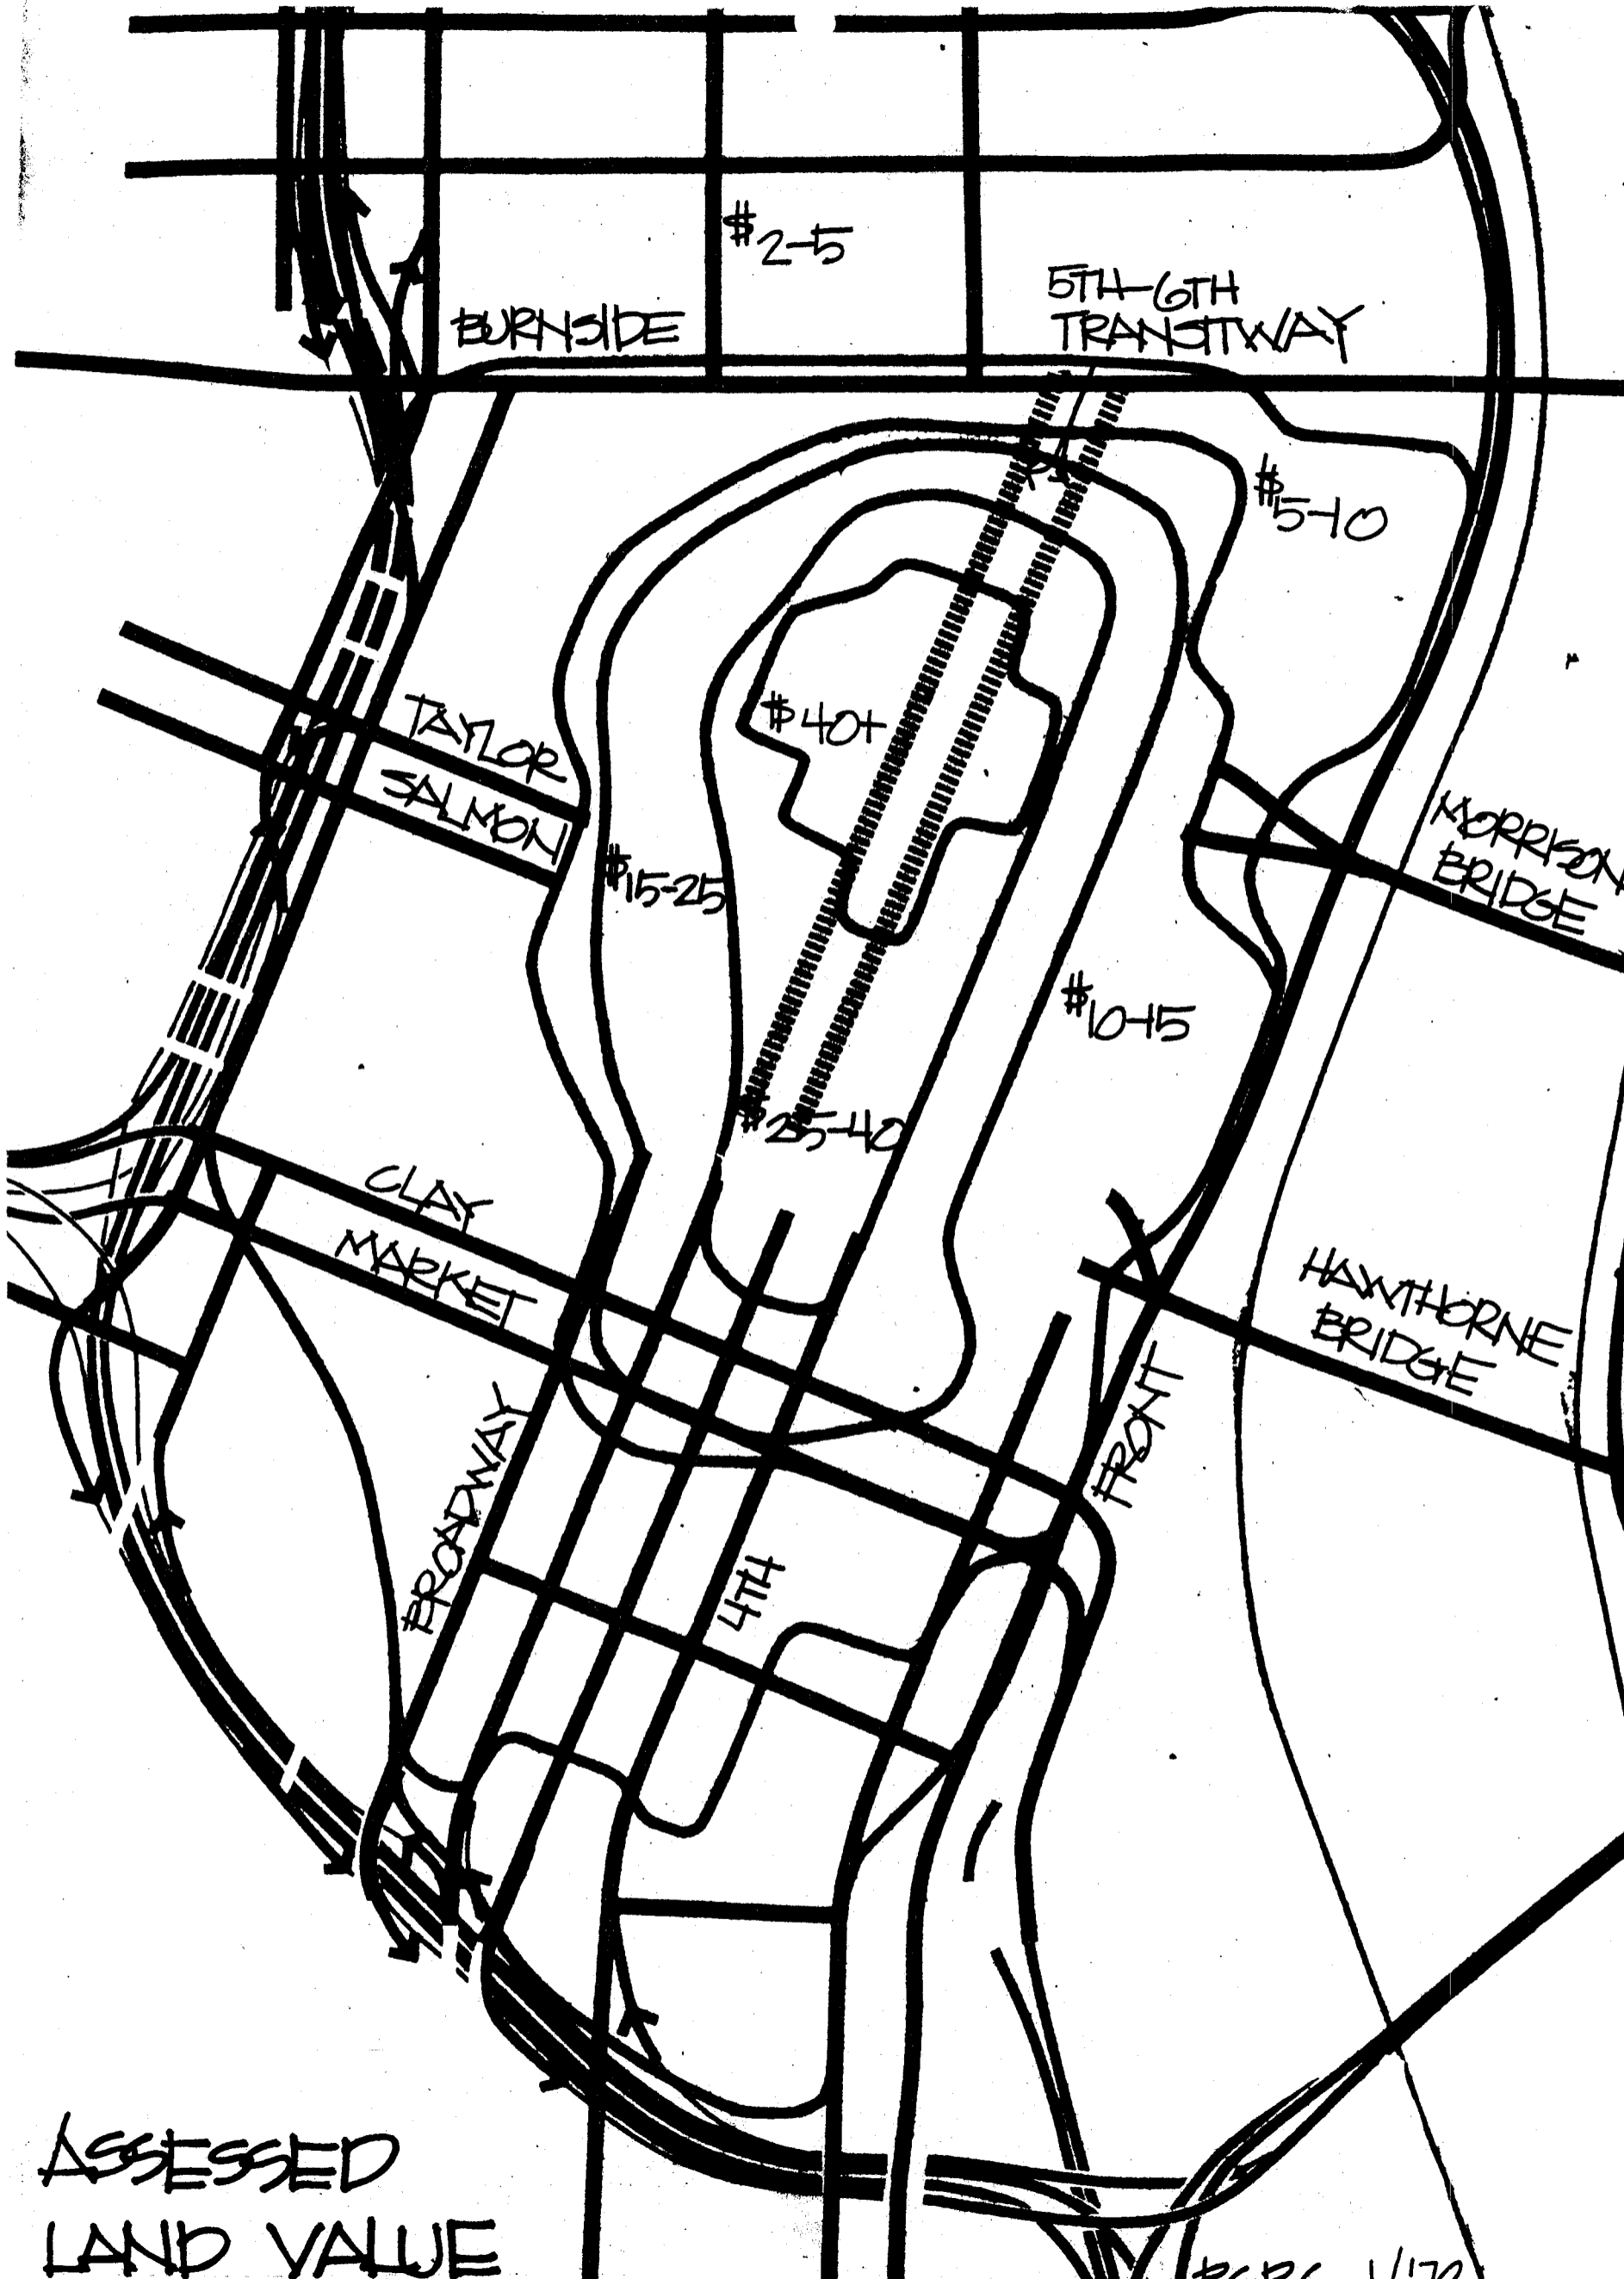 $2-5
5TH-6TH
TRANSITWAY
BURNSIDE
$5-10
TAYLOR
SALMON
$40+
MORRISON
BRIDGE
$15-25
$10-15
$25-40
CLAY
MARKET
HAWTHORNE
BRIDGE
FRONT
BROADWAY
4TH
ASSESSED
LAND VALUE